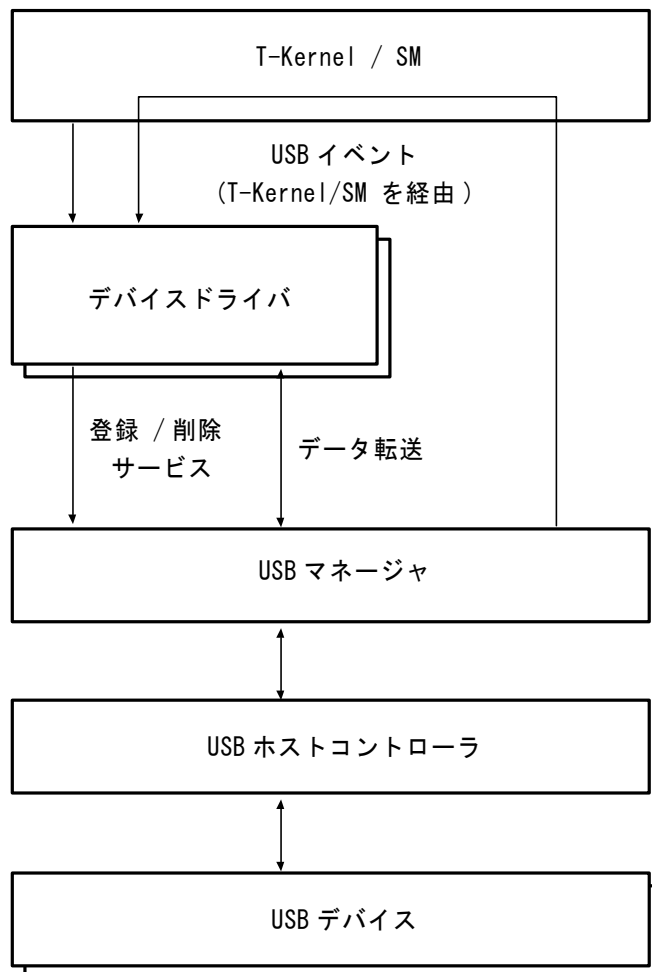 T-Kernel / SM
USB イベント
(T-Kernel/SM を経由)
デバイスドライバ
登録 / 削除
サービス
データ転送
USB マネージャ
USB ホストコントローラ
USB デバイス